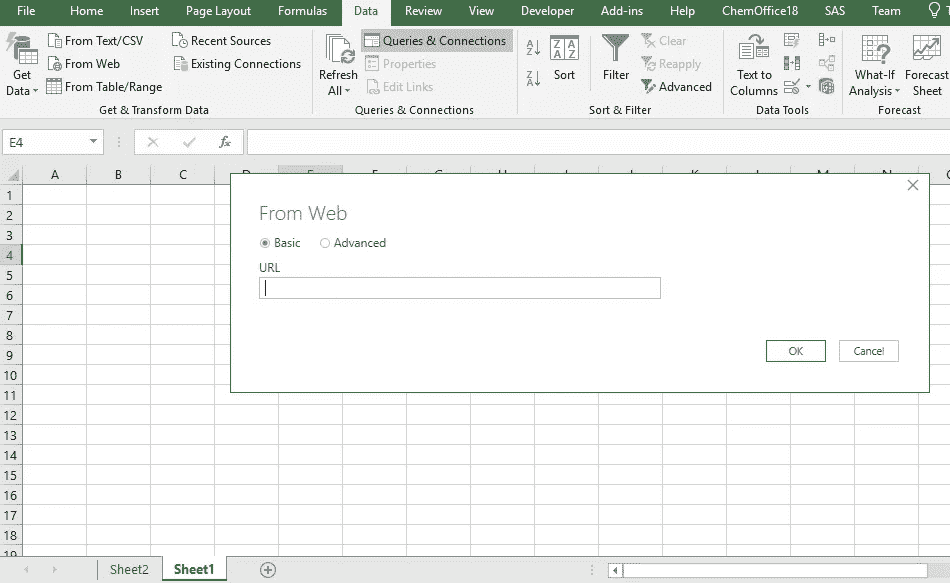 File Home Insert Page Layout Formulas Data Review View Developer Add-ins Help ChemOffice18 SAS Team
Get Data
From Text/CSV
From Web
From Table/Range
Recent Sources
Existing Connections
Get & Transform Data
Refresh All
Queries & Connections
Properties
Edit Links
Queries & Connections
Sort
Filter
Clear
Reapply
Advanced
Sort & Filter
Text to Columns
Data Tools
What-If Analysis
Forecast Sheet
Forecast
E4
fx
A B C
1
2
3
4
5
6
7
8
9
10
11
12
13
14
15
16
17
18
19
From Web
Basic Advanced
URL
OK Cancel
Sheet2 Sheet1